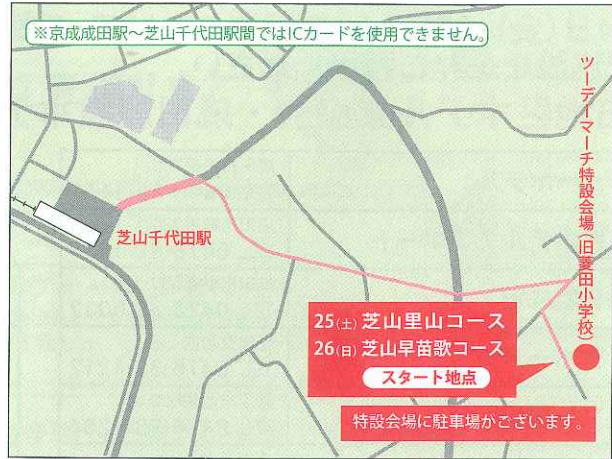 ※京成成田駅～芝山千代田駅間ではICカードを使用できません。
ツーデーマーチ特設会場(旧菱田小学校)
芝山千代田駅
25(土)芝山里山コース
26(日)芝山早苗歌コース
スタート地点
特設会場に駐車場がございます。